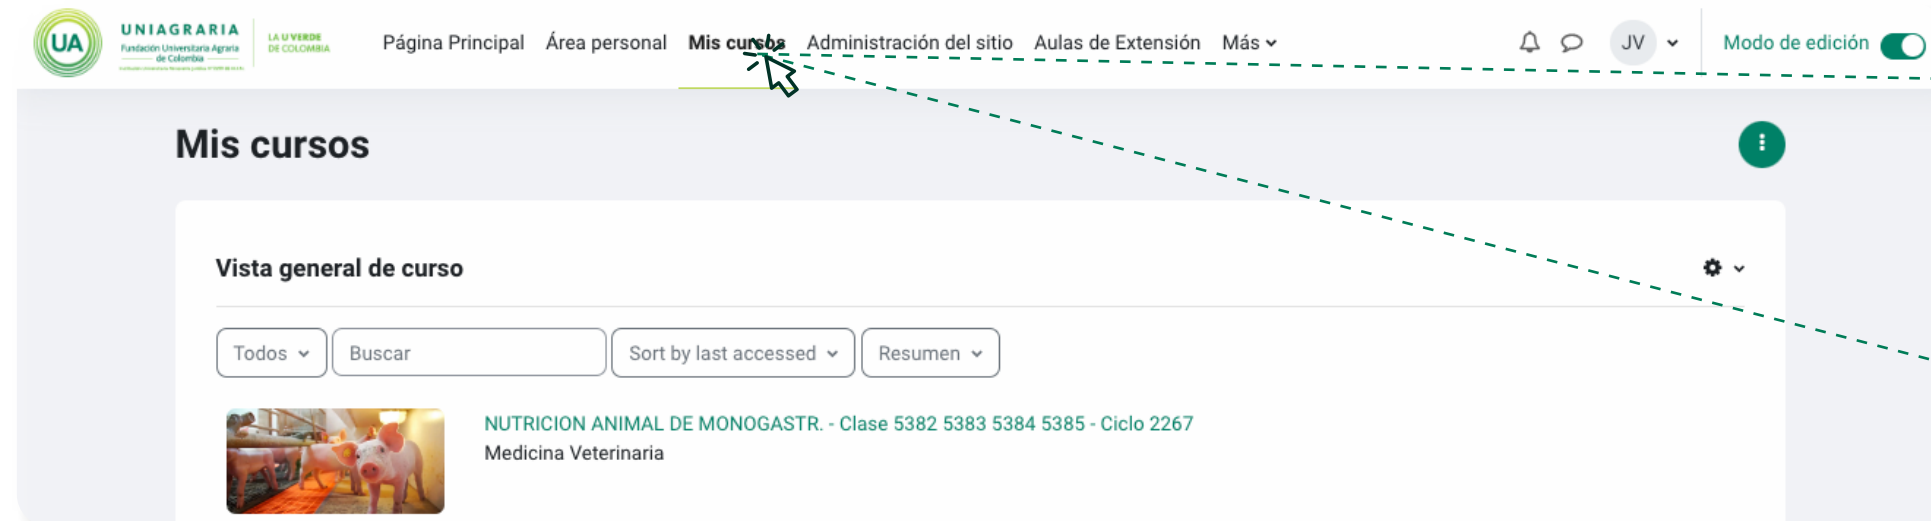 UA
UNIAGRARIA
Fundación Universitaria Agraria
de Colombia
LA U VERDE
DE COLOMBIA
Página Principal Área personal Mis cursos Administración del sitio Aulas de Extensión Más
JV
Modo de edición
Mis cursos
Vista general de curso
Todos Buscar Sort by last accessed Resumen
NUTRICION ANIMAL DE MONOGASTR. - Clase 5382 5383 5384 5385 - Ciclo 2267
Medicina Veterinaria